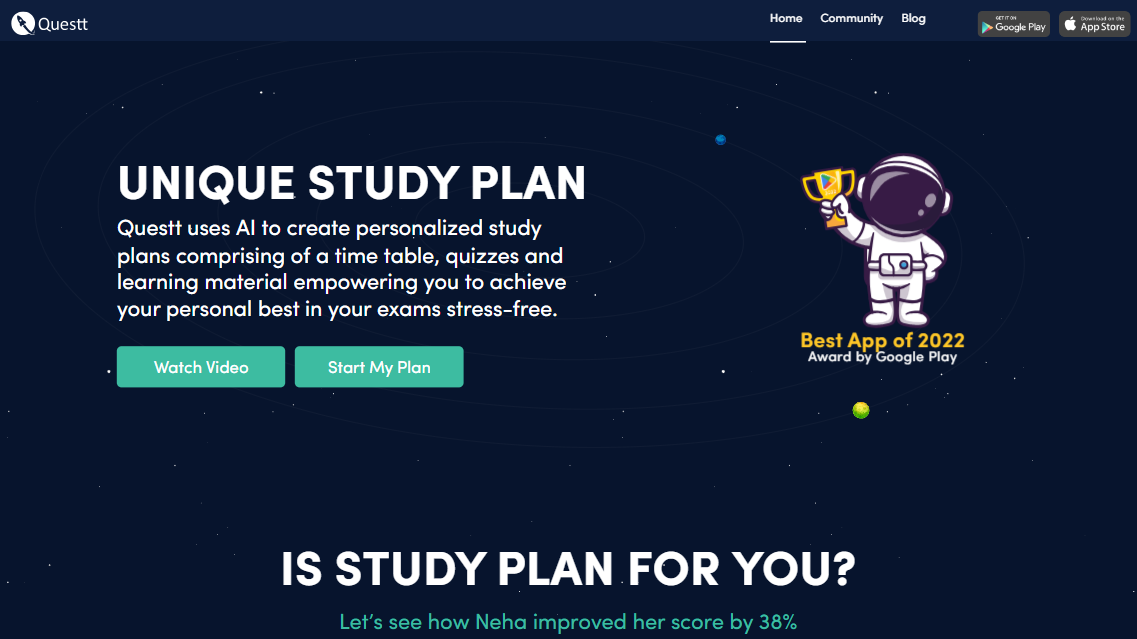 Questt
Home
Community
Blog
GET IT ON
Google Play
Download on the
App Store
UNIQUE STUDY PLAN
Questt uses AI to create personalized study
plans comprising of a time table, quizzes and
learning material empowering you to achieve
your personal best in your exams stress-free.
Watch Video
Start My Plan
Best App of 2022
Award by Google Play
IS STUDY PLAN FOR YOU?
Let's see how Neha improved her score by 38%